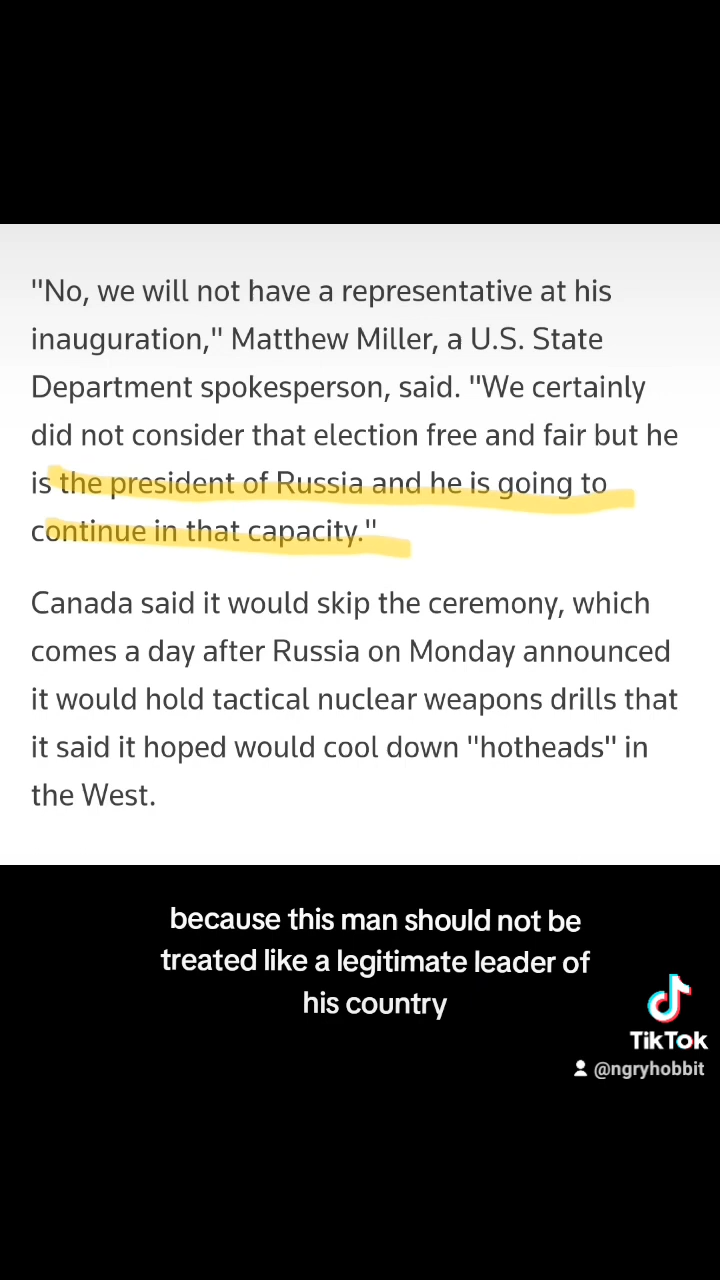 "No, we will not have a representative at his
inauguration," Matthew Miller, a U.S. State
Department spokesperson, said. "We certainly
did not consider that election free and fair but he
is the president of Russia and he is going to
continue in that capacity."
Canada said it would skip the ceremony, which
comes a day after Russia on Monday announced
it would hold tactical nuclear weapons drills that
it said it hoped would cool down "hotheads" in
the West.
because this man should not be
treated like a legitimate leader of
his country
TikTok
@ngryhobbit